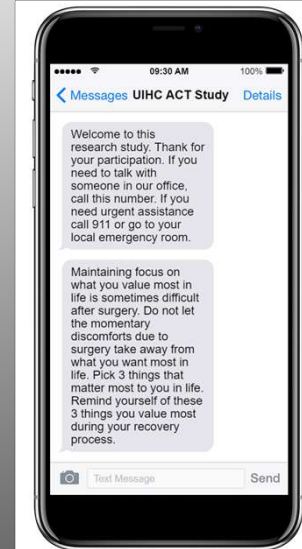 09:30 AM
100%
Messages UIHC ACT Study Details
Welcome to this
research study. Thank for
your participation. If you
need to talk with
someone in our office,
call this number. If you
need urgent assistance
call 911 or go to your
local emergency room.
Maintaining focus on
what you value most in
life is sometimes difficult
after surgery. Do not let
the momentary
discomforts due to
surgery take away from
what you want most in
life. Pick 3 things that
matter most to you in life.
Remind yourself of these
3 things you value most
during your recovery
process.
Text Message Send